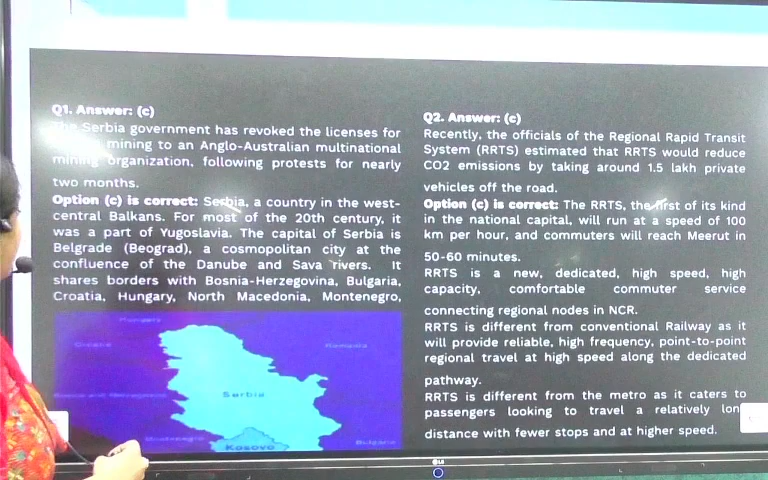 Q1. Answer: (c)
The Serbia government has revoked the licenses for
mining to an Anglo-Australian multinational
mining organization, following protests for nearly
two months.
Option (c) is correct: Serbia, a country in the west-
central Balkans. For most of the 20th century, it
was a part of Yugoslavia. The capital of Serbia is
Belgrade (Beograd), a cosmopolitan city at the
confluence of the Danube and Sava rivers. It
shares borders with Bosnia-Herzegovina, Bulgaria,
Croatia, Hungary, North Macedonia, Montenegro,
Hungary
Croatia
Romania
Serbia
Montenegro
Kosovo
Bulgaria
Q2. Answer: (c)
Recently, the officials of the Regional Rapid Transit
System (RRTS) estimated that RRTS would reduce
CO2 emissions by taking around 1.5 lakh private
vehicles off the road.
Option (c) is correct: The RRTS, the first of its kind
in the national capital, will run at a speed of 100
km per hour, and commuters will reach Meerut in
50-60 minutes.
RRTS is a new, dedicated, high speed, high
capacity, comfortable commuter service
connecting regional nodes in NCR.
RRTS is different from conventional Railway as it
will provide reliable, high frequency, point-to-point
regional travel at high speed along the dedicated
pathway.
RRTS is different from the metro as it caters to
passengers looking to travel a relatively lon
distance with fewer stops and at higher speed.
LG